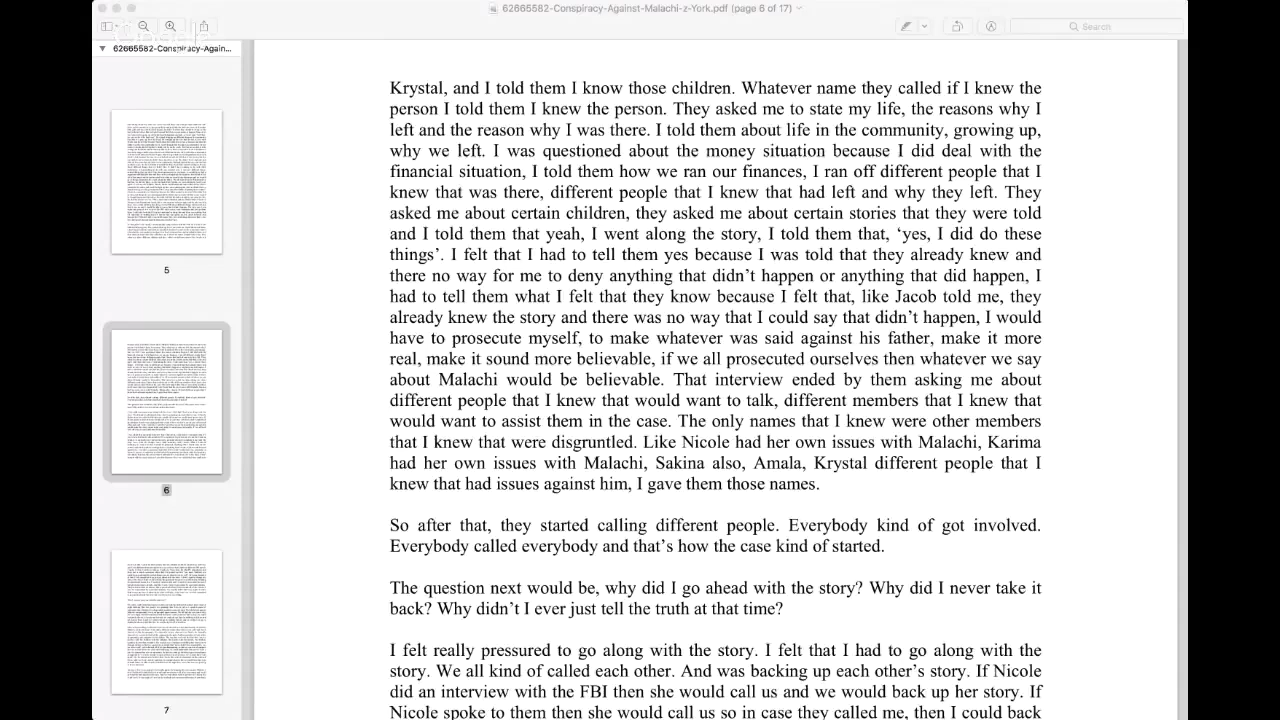 62665582-Conspiracy-Against-Malachi-z-York.pdf (page 6 of 17)
Search
62665582-Conspiracy-Again...
5
6
7
Krystal, and I told them I know those children. Whatever name they called if I knew the
person I told them I knew the person. They asked me to state my life, the reasons why I
left and the reason why I was there. I told them about life in the community, growing up
why we left. I was questioned about the money situation because I did deal with the
financial situation, I told them how we ran our finances, I told on different people that I
knew that was there, different people that I knew that had left and why they left. They
asked me about certain children, they asked me about certain stories that they were told
and I told them that yeah, I went along the story, I told them that, ‘yes, I did do these
things’. I felt that I had to tell them yes because I was told that they already knew and
there no way for me to deny anything that didn’t happen or anything that did happen, I
had to tell them what I felt that they know because I felt that, like Jacob told me, they
already knew the story and there was no way that I could say that didn’t happen, I would
have to prosecute myself to make whatever was said against his father, make it more
real, make it sound more believable, if we all prosecuted ourselves then whatever we say
about Malachi would be believable. That interview ended by them asking me about
different people that I knew that would want to talk, different members that I knew that
would want to assist them in the case. The only names that I knew were other members
that I knew that were disgruntled. Like Nicole had her own issues with Malachi, Karima
had her own issues with Malachi, Sakina also, Amala, Krystal different people that I
knew that had issues against him, I gave them those names.
So after that, they started calling different people. Everybody kind of got involved.
Everybody called everybody and that’s how the case kind of started.
The question most would ask, why did I go ahead with the story? Why did I never take it
back? Why didn’t I ever just tell the truth at that time?
I felt really pressured to go along with the story. I felt that I had to go along with the
story. We all kind of called each other. And was backing up each other’s story. If Nicole
did an interview with the FBI then she would call us and we would back up her story. If
Nicole spoke to them then she would call us so in case they called me, then I could back